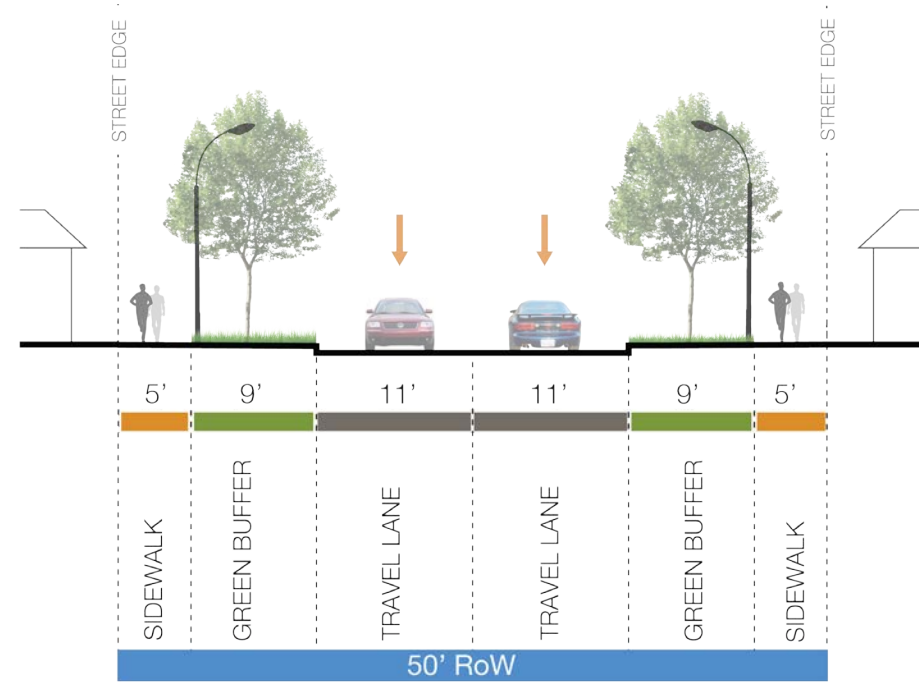 STREET EDGE
STREET EDGE
5’
9’
11’
11’
9’
5’
SIDEWALK
GREEN BUFFER
TRAVEL LANE
TRAVEL LANE
GREEN BUFFER
SIDEWALK
50’ RoW